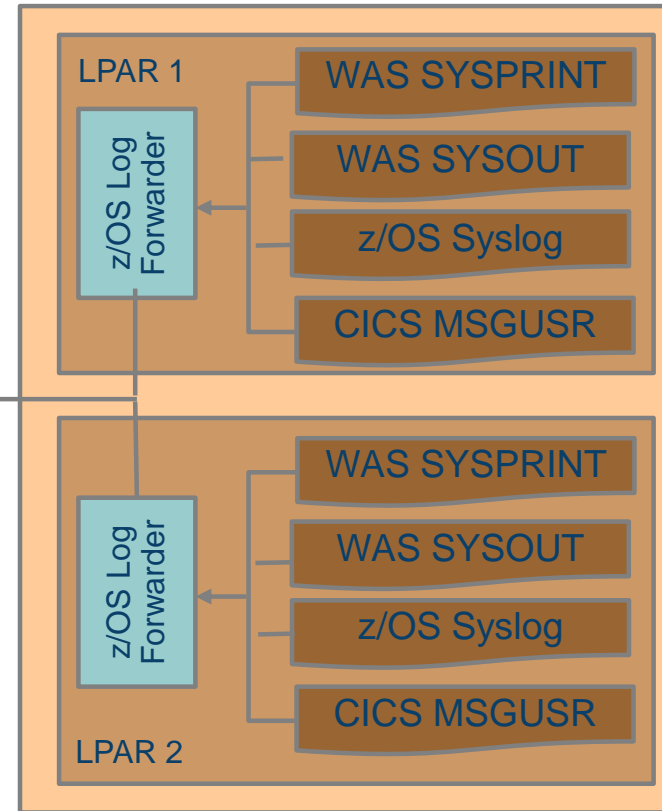 LPAR 1
z/OS Log
Forwarder
WAS SYSPRINT
WAS SYSOUT
z/OS Syslog
CICS MSGUSR
z/OS Log
Forwarder
WAS SYSPRINT
WAS SYSOUT
z/OS Syslog
CICS MSGUSR
LPAR 2